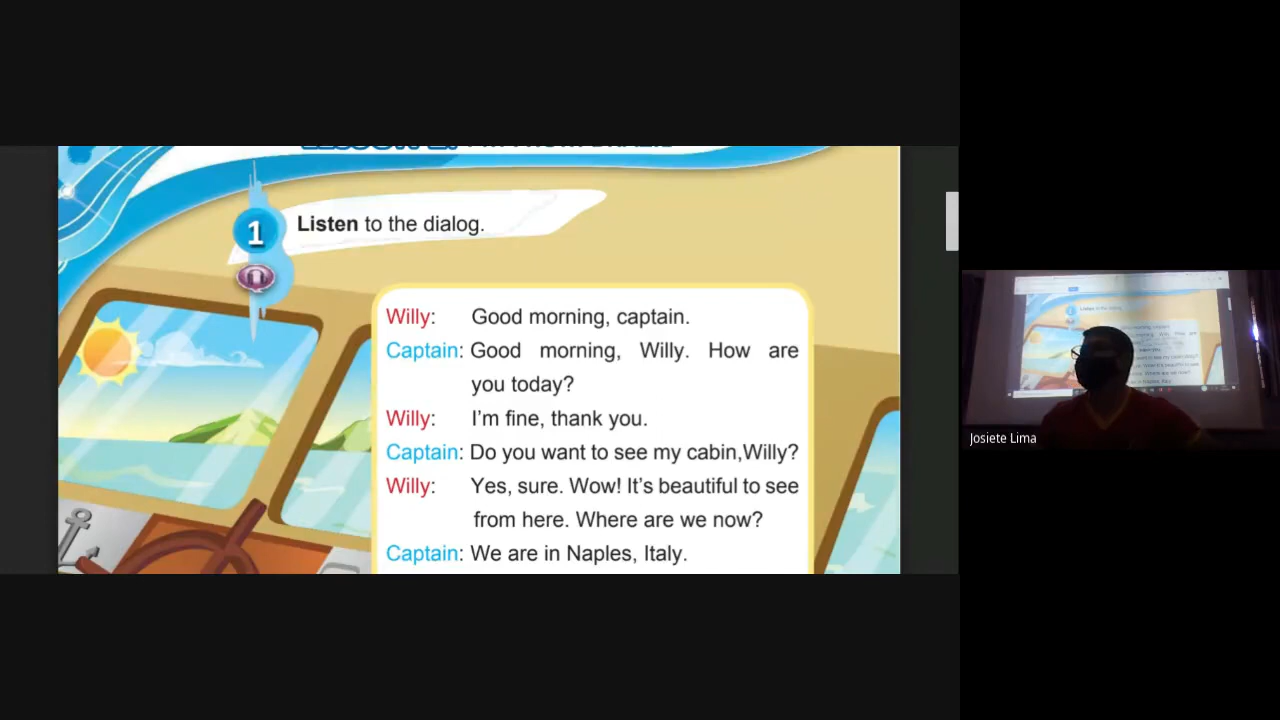 1
Listen to the dialog.
Willy: Good morning, captain.
Captain: Good morning, Willy. How are
you today?
Willy: I'm fine, thank you.
Captain: Do you want to see my cabin,Willy?
Willy: Yes, sure. Wow! It's beautiful to see
from here. Where are we now?
Captain: We are in Naples, Italy.
Josiete Lima